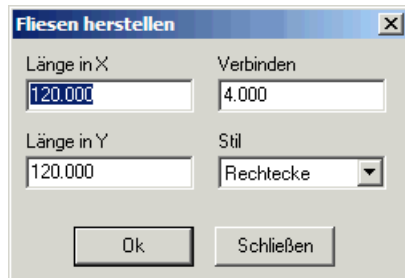 Fliesen herstellen
Länge in X Verbinden
120.000 4.000
Länge in Y Stil
120.000 Rechtecke
Ok Schließen